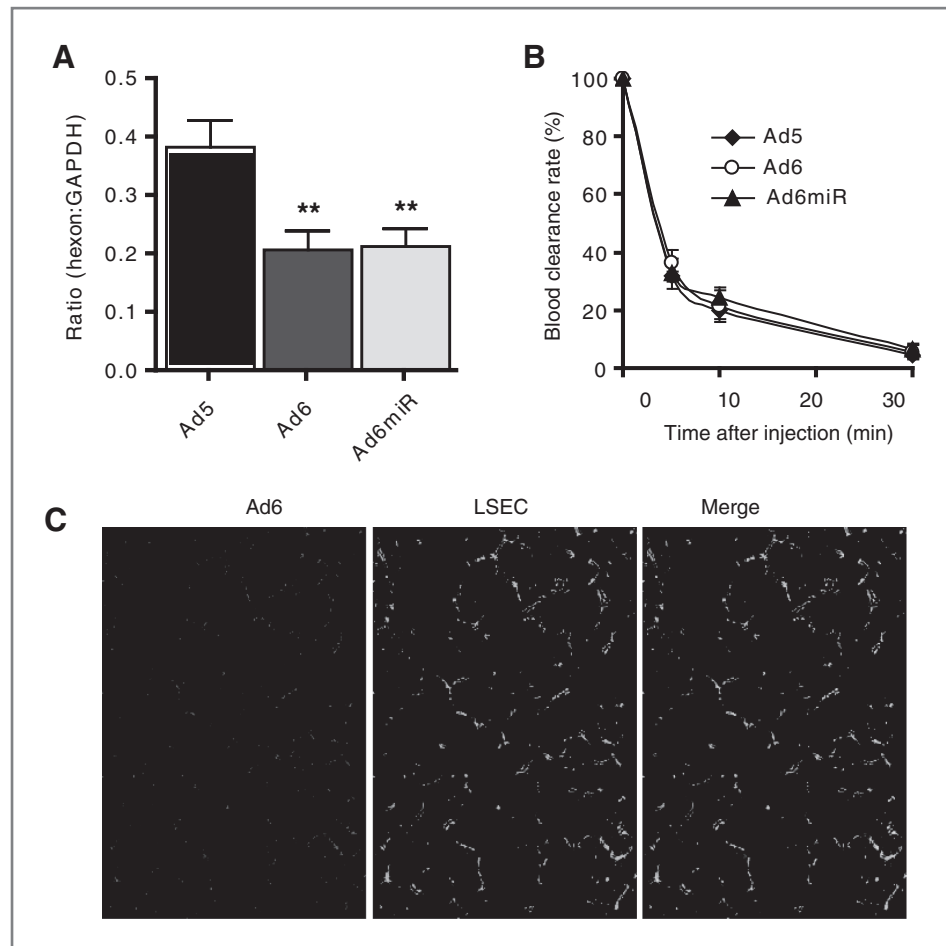 A
Ratio (hexon:GAPDH)
0.5
0.4
0.3
0.2
0.1
0.0
**
**
Ad5
Ad6
Ad6miR
B
Blood clearance rate (%)
100
80
60
40
20
0
Ad5
Ad6
Ad6miR
0 10 20 30
Time after injection (min)
C
Ad6 LSEC Merge